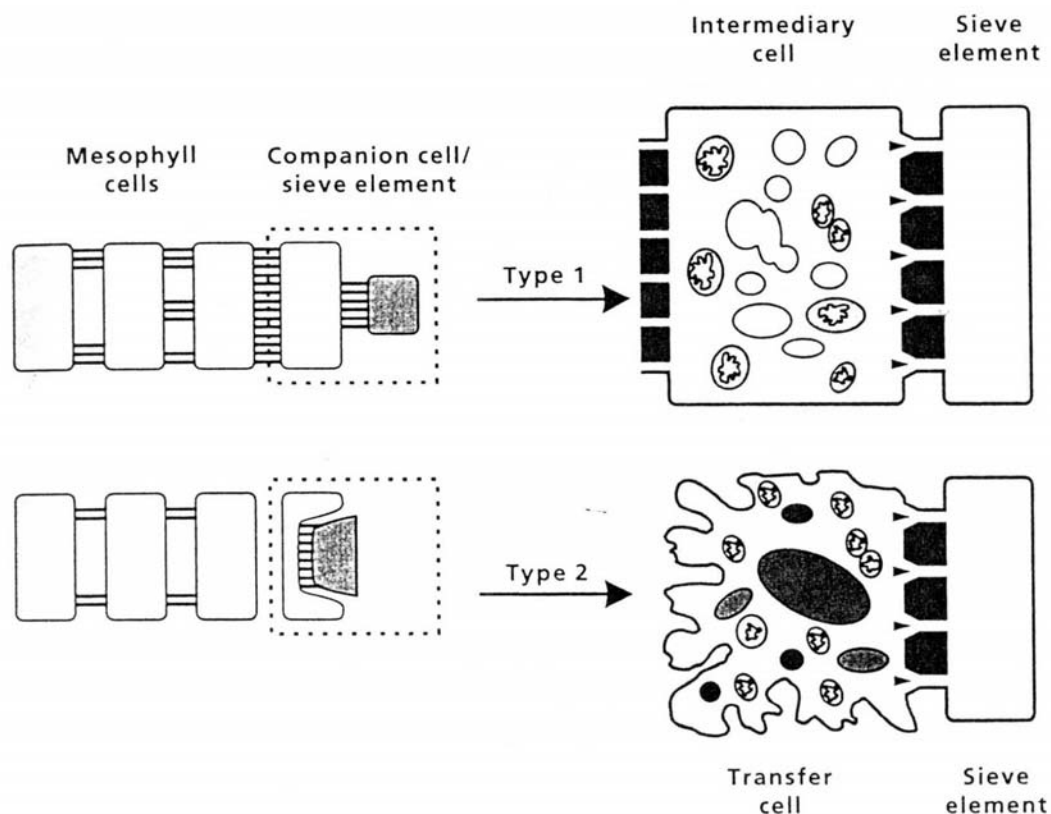 Intermediary
cell
Sieve
element
Mesophyll
cells
Companion cell/
sieve element
Type 1
Type 2
Transfer
cell
Sieve
element